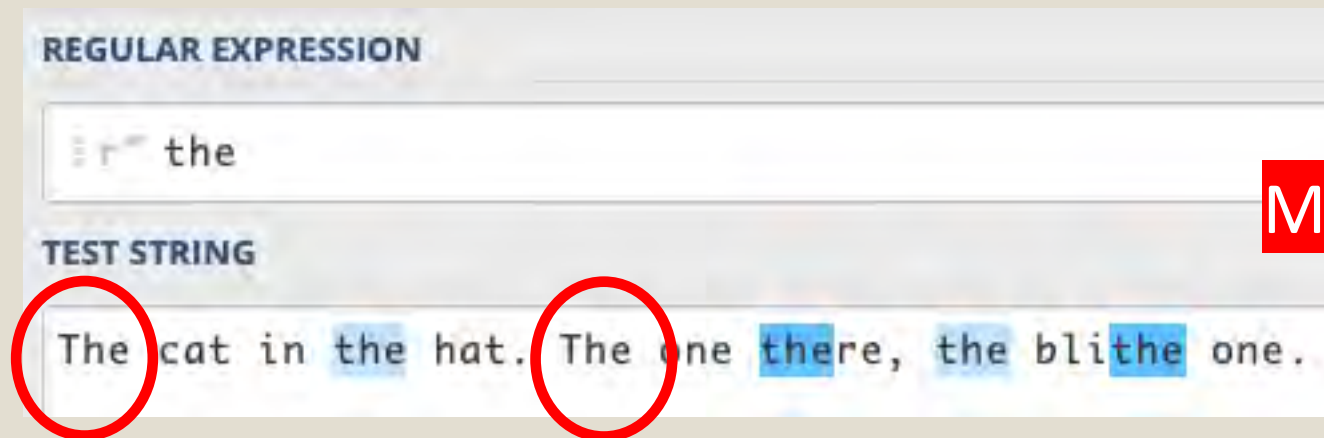 REGULAR EXPRESSION
r" the
M
TEST STRING
The cat in the hat. The one there, the blithe one.